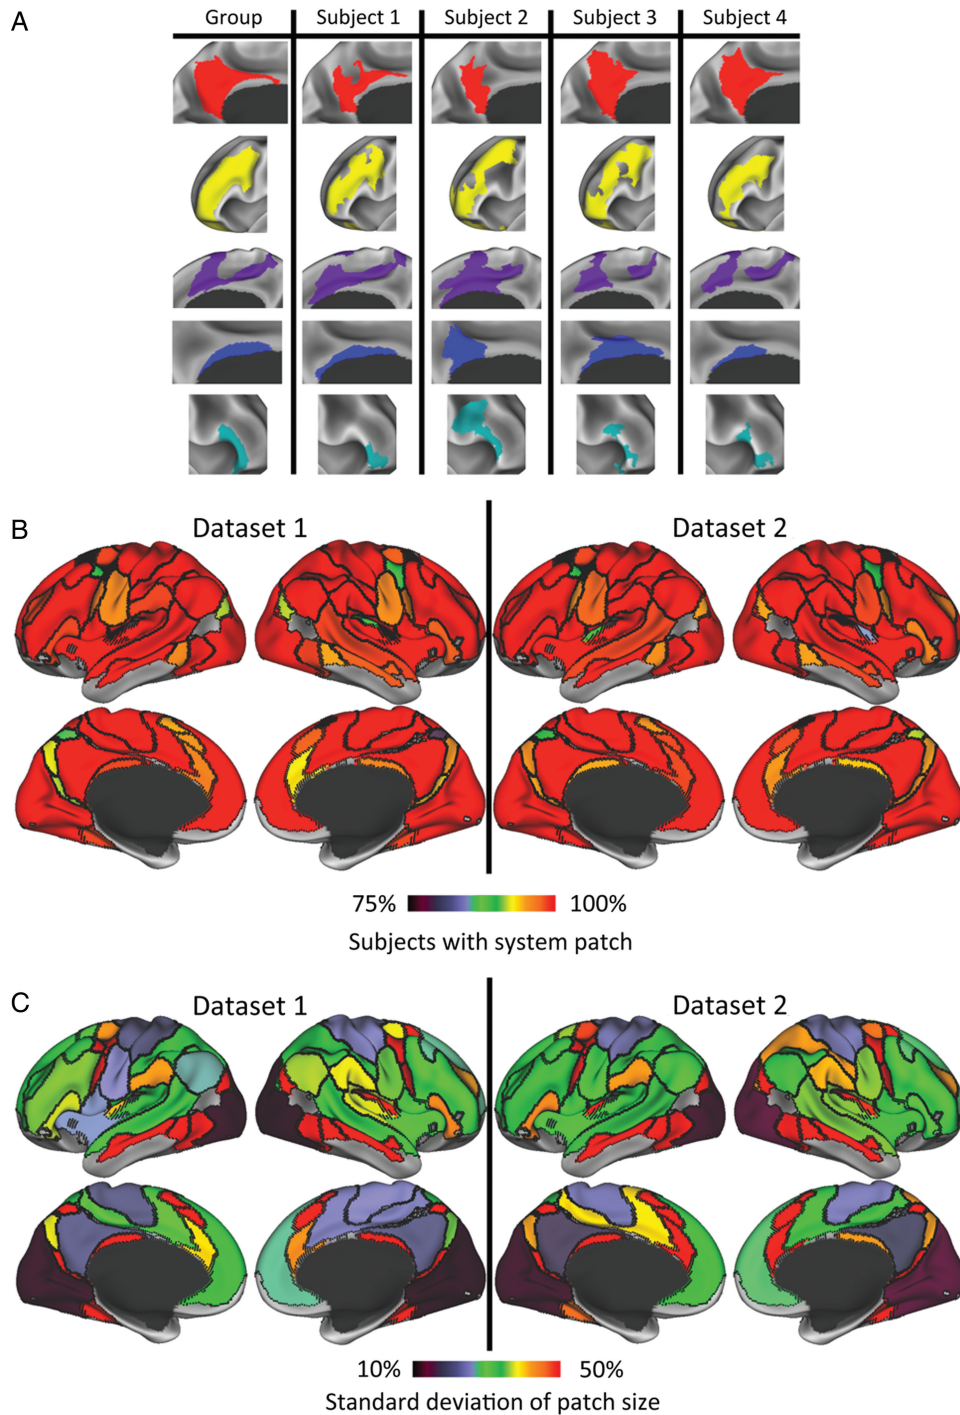 A
Group Subject 1 Subject 2 Subject 3 Subject 4
B
Dataset 1 Dataset 2
75% 100%
Subjects with system patch
C
Dataset 1 Dataset 2
10% 50%
Standard deviation of patch size